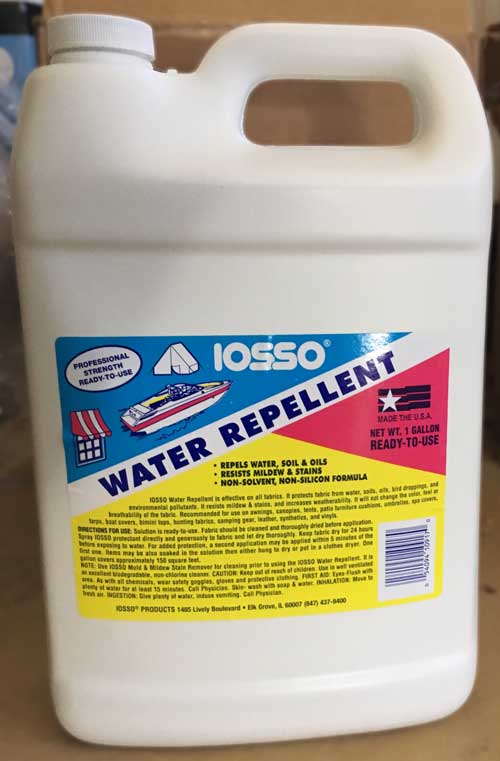 PROFESSIONAL
STRENGTH
READY-TO-USE
IOSSO®
WATER REPELLENT
MADE THE U.S.A.
NET WT. 1 GALLON
READY-TO-USE
• REPELS WATER, SOIL & OILS
• RESISTS MILDEW & STAINS
• NON-SOLVENT, NON-SILICON FORMULA
IOSSO Water Repellent is effective on all fabrics. It protects fabric from water, soils, oils, bird droppings, and
environmental pollutants. It resists mildew & stains, and increases weatherability. It will not change the color, feel or
breathability of the fabric. Recommended for use on awnings, canopies, tents, patio furniture cushions, umbrellas, spa covers,
tarps, boat covers, bimini tops, hunting fabrics, camping gear, leather, synthetics, and vinyls.
DIRECTIONS FOR USE: Solution is ready-to-use. Fabric should be cleaned and thoroughly dried before application.
Spray IOSSO protectant directly and generously to fabric and let dry thoroughly. Keep fabric dry for 24 hours
before exposing to water. For added protection, a second application may be applied within 5 minutes of the
first one. Items may be also soaked in the solution then either hung to dry or put in a clothes dryer. One
gallon covers approximately 150 square feet.
NOTE: Use IOSSO Mold & Mildew Stain Remover for cleaning prior to using the IOSSO Water Repellent. It is
an excellent biodegradable, non-chlorine cleaner. CAUTION: Keep out of reach of children. Use in well ventilated
area. As with all chemicals, wear safety goggles, gloves and protective clothing. FIRST AID: Eyes-Flush with
plenty of water for at least 15 minutes. Call Physician. Skin- wash with soap & water. INHALATION: Move to
fresh air. INGESTION: Give plenty of water, induse vomiting. Call Physician.
IOSSO® PRODUCTS 1485 Lively Boulevard • Elk Grove, IL 60007 (847) 437-8400